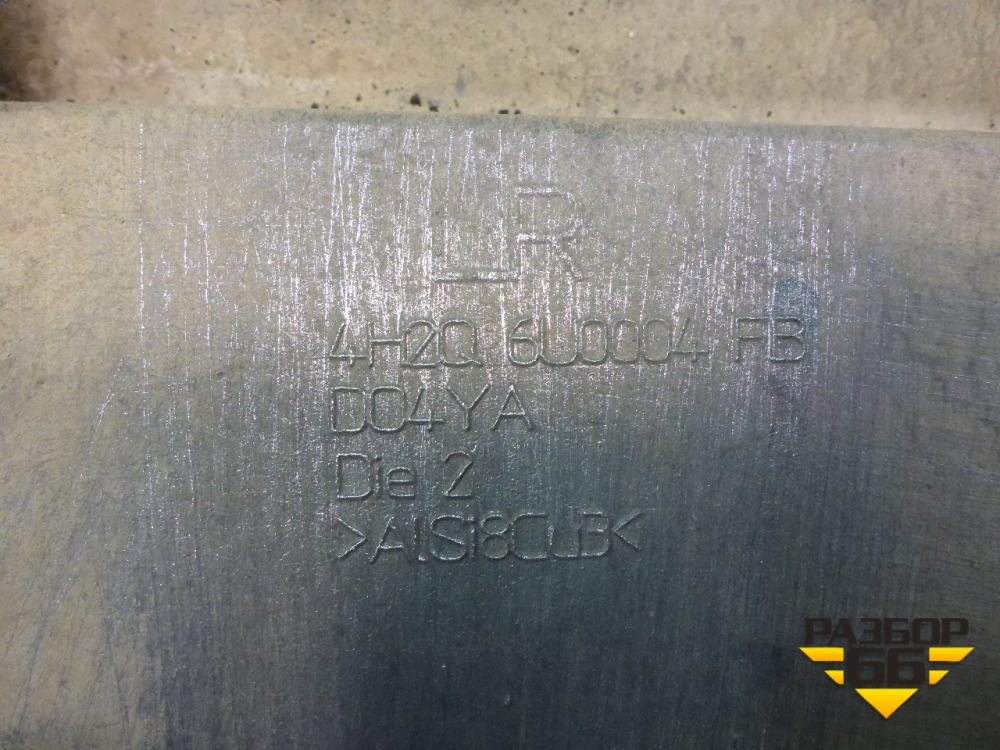 LR
4H2Q 6U0004 FB
D04YA
Die 2
>AlSi8Cu3<
РАЗБОР
66